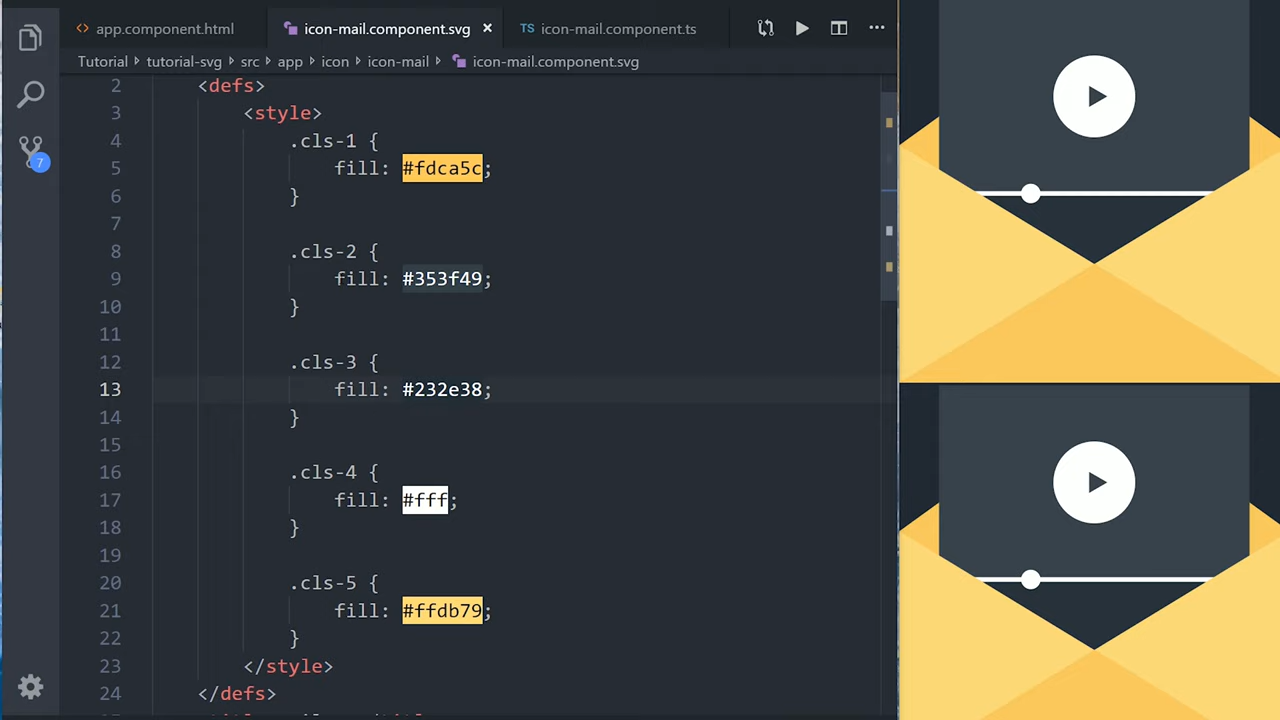 <> app.component.html
icon-mail.component.svg ×
TS icon-mail.component.ts
Tutorial tutorial-svg src app icon icon-mail icon-mail.component.svg
2 <defs>
3 <style>
4 .cls-1 {
5 fill: #fdca5c;
6 }
7
8 .cls-2 {
9 fill: #353f49;
10 }
11
12 .cls-3 {
13 fill: #232e38;
14 }
15
16 .cls-4 {
17 fill: #fff;
18 }
19
20 .cls-5 {
21 fill: #ffdb79;
22 }
23 </style>
24 </defs>
7